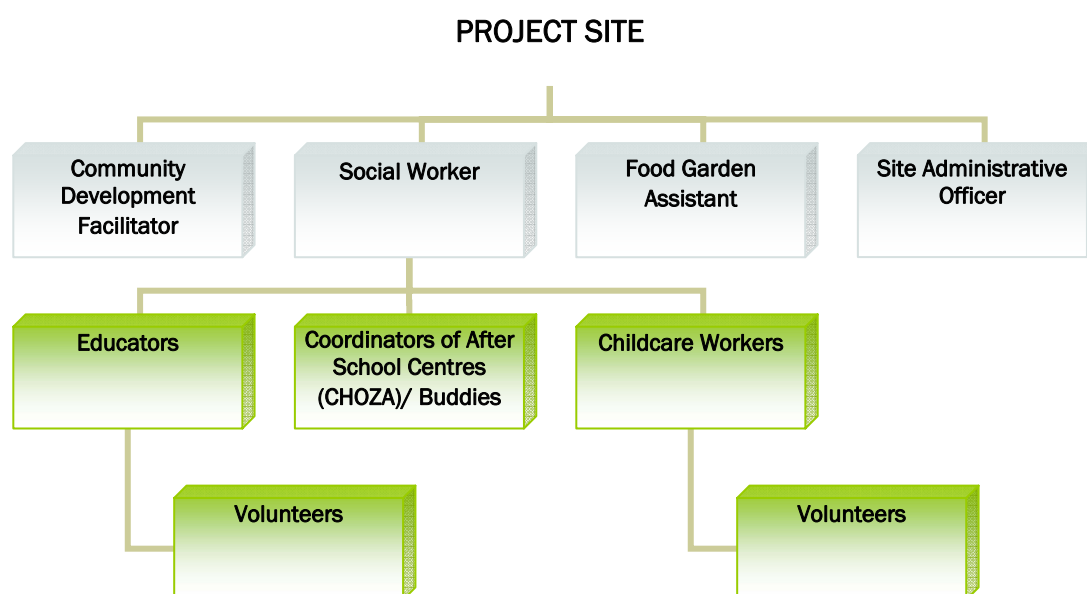 PROJECT SITE
Community
Development
Facilitator
Social Worker
Food Garden
Assistant
Site Administrative
Officer
Educators
Coordinators of After
School Centres
(CHOZA)/ Buddies
Childcare Workers
Volunteers
Volunteers